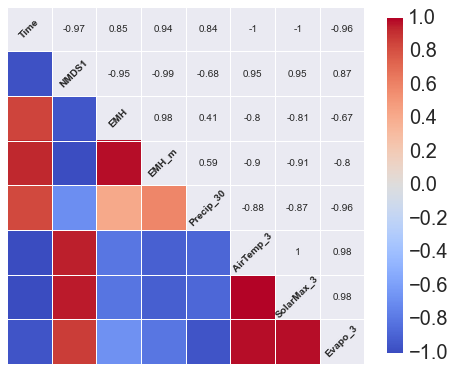 Time -0.97 0.85 0.94 0.84 -1 -1 -0.96
NMDS1 -0.95 -0.99 -0.68 0.95 0.95 0.87
EMH 0.98 0.41 -0.8 -0.81 -0.67
EMH_m 0.59 -0.9 -0.91 -0.8
Precip_30 -0.88 -0.87 -0.96
AirTemp_3 1 0.98
SolarMax_3 0.98
Evapo_3
1.0
0.8
0.6
0.4
0.2
0.0
−0.2
−0.4
−0.6
−0.8
−1.0